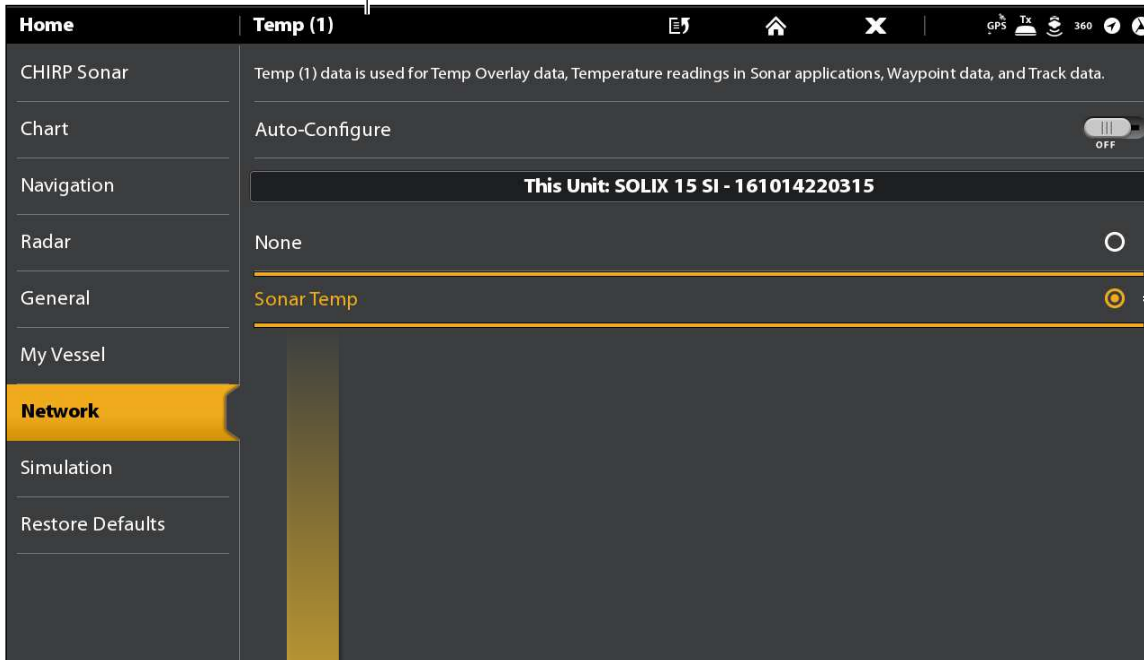 Home
Temp (1)
GPS Tx 360
CHIRP Sonar
Temp (1) data is used for Temp Overlay data, Temperature readings in Sonar applications, Waypoint data, and Track data.
Chart
Auto-Configure
OFF
Navigation
This Unit: SOLIX 15 SI - 161014220315
Radar
None
General
Sonar Temp
My Vessel
Network
Simulation
Restore Defaults